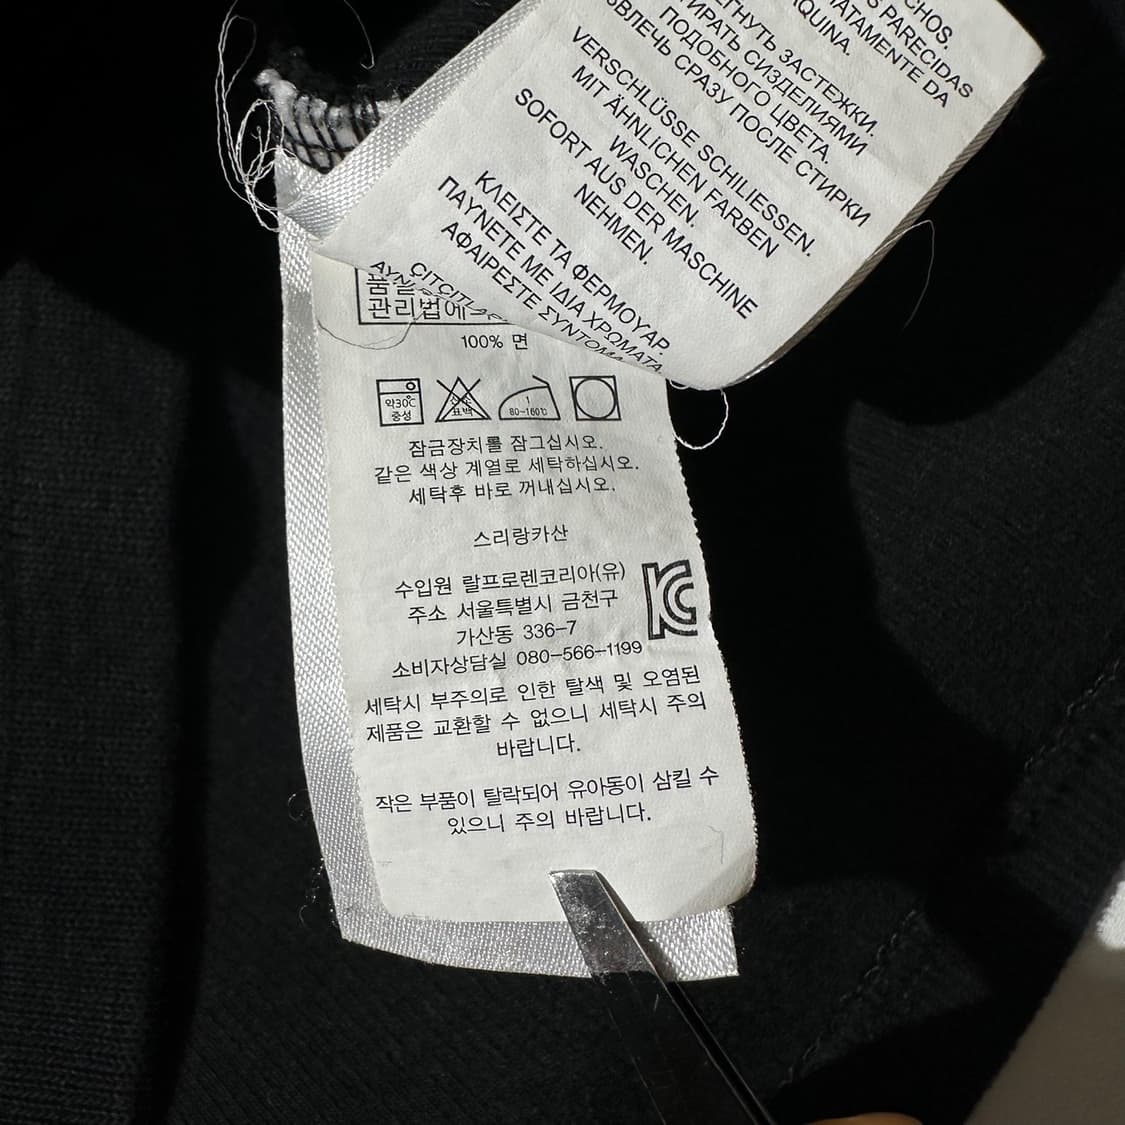 CHOS.
PARECIDAS
ATAMENTE DA
QUINA.
ЗАСТЕЖКИ.
СИЗДЕЛИЯМИ
ПОДОБНОГО ЦВЕТА.
СРАЗУ ПОСЛЕ СТИРКИ
VERSCHLÜSSE SCHILIESSEN.
MIT ÄHNLICHEN FARBEN
WASCHEN.
SOFORT AUS DER MASCHINE
NEHMEN.
ΚΛΕΙΣΤΕ ΤΑ ΦΕΡΜΟΥΑΡ.
ΠΛΥΝΕΤΕ ΜΕ ΙΔΙΑ ΧΡΩΜΑΤΑ.
ΑΦΑΙΡΕΣΤΕ
관리법에
100% 면
약30℃
중성
산소
표백
1
80~160℃
잠금장치를 잠그십시오.
같은 색상 계열로 세탁하십시오.
세탁후 바로 꺼내십시오.
스리랑카산
수입원 랄프로렌코리아(유)
주소 서울특별시 금천구
가산동 336-7
소비자상담실 080-566-1199
KC
세탁시 부주의로 인한 탈색 및 오염된
제품은 교환할 수 없으니 세탁시 주의
바랍니다.
작은 부품이 탈락되어 유아동이 삼킬 수
있으니 주의 바랍니다.